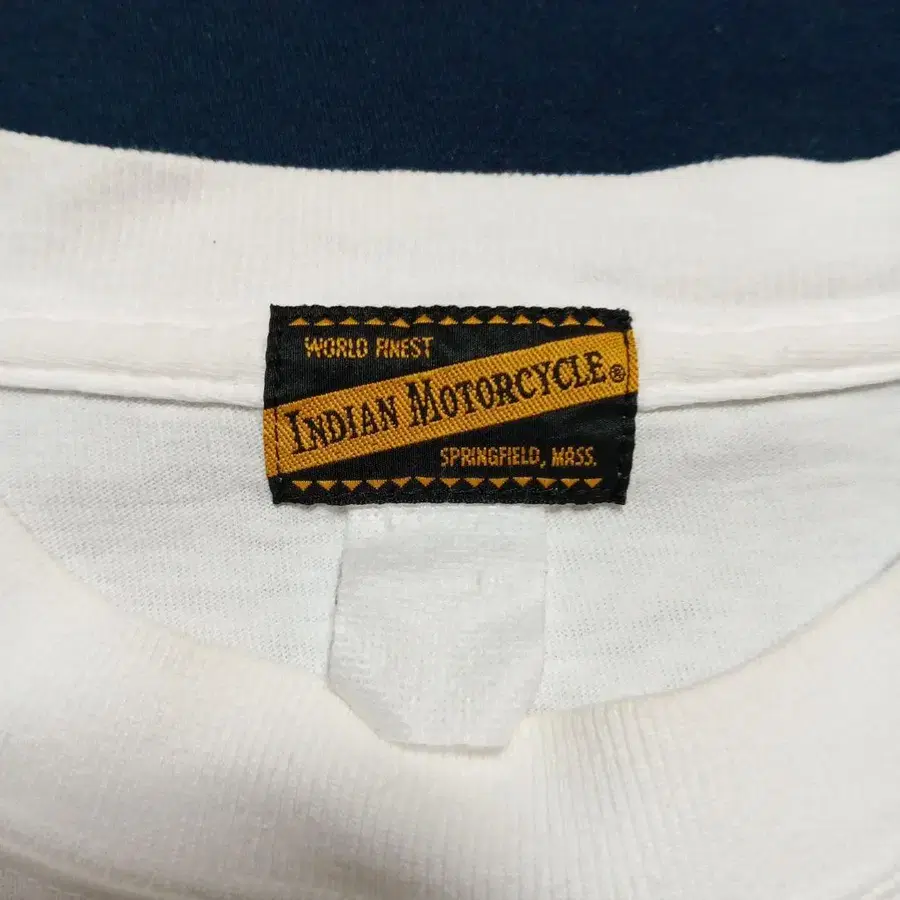 WORLD FINEST
INDIAN MOTORCYCLE®
SPRINGFIELD, MASS.